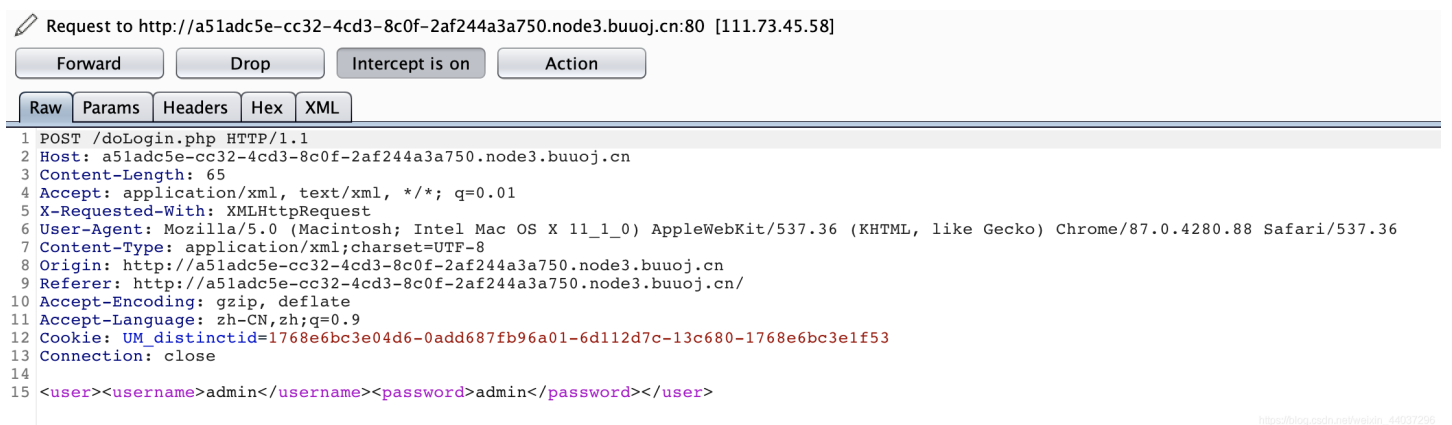 Request to http://a51adc5e-cc32-4cd3-8c0f-2af244a3a750.node3.buuoj.cn:80 [111.73.45.58]
Forward Drop Intercept is on Action
Raw Params Headers Hex XML
1 POST /doLogin.php HTTP/1.1
2 Host: a51adc5e-cc32-4cd3-8c0f-2af244a3a750.node3.buuoj.cn
3 Content-Length: 65
4 Accept: application/xml, text/xml, */*; q=0.01
5 X-Requested-With: XMLHttpRequest
6 User-Agent: Mozilla/5.0 (Macintosh; Intel Mac OS X 11_1_0) AppleWebKit/537.36 (KHTML, like Gecko) Chrome/87.0.4280.88 Safari/537.36
7 Content-Type: application/xml;charset=UTF-8
8 Origin: http://a51adc5e-cc32-4cd3-8c0f-2af244a3a750.node3.buuoj.cn
9 Referer: http://a51adc5e-cc32-4cd3-8c0f-2af244a3a750.node3.buuoj.cn/
10 Accept-Encoding: gzip, deflate
11 Accept-Language: zh-CN,zh;q=0.9
12 Cookie: UM_distinctid=1768e6bc3e04d6-0add687fb96a01-6d112d7c-13c680-1768e6bc3e1f53
13 Connection: close
14
15 <user><username>admin</username><password>admin</password></user>
https://blog.csdn.net/weixin_44037296